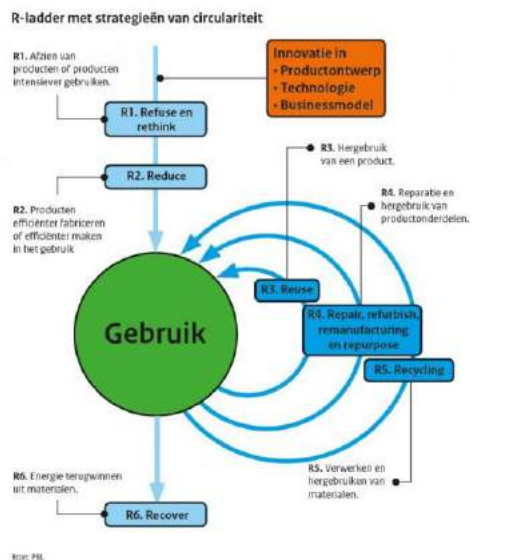 R-ladder met strategieën van circulariteit
R1. Afzien van
producten of producten
intensiever gebruiken.
Innovatie in
• Productontwerp
• Technologie
• Businessmodel
R1. Refuse en
rethink
R3. Hergebruik
van een product.
R2. Reduce
R4. Reparatie en
hergebruik van
productonderdelen.
R2. Producten
efficiënter fabriceren
of efficiënter maken
in het gebruik
R3. Reuse
Gebruik
R4. Repair, refurbish,
remanufacturing
en repurpose
R5. Recycling
R6. Energie terugwinnen
uit materialen.
R5. Verwerken en
hergebruiken van
materialen.
R6. Recover
Bron: PBL